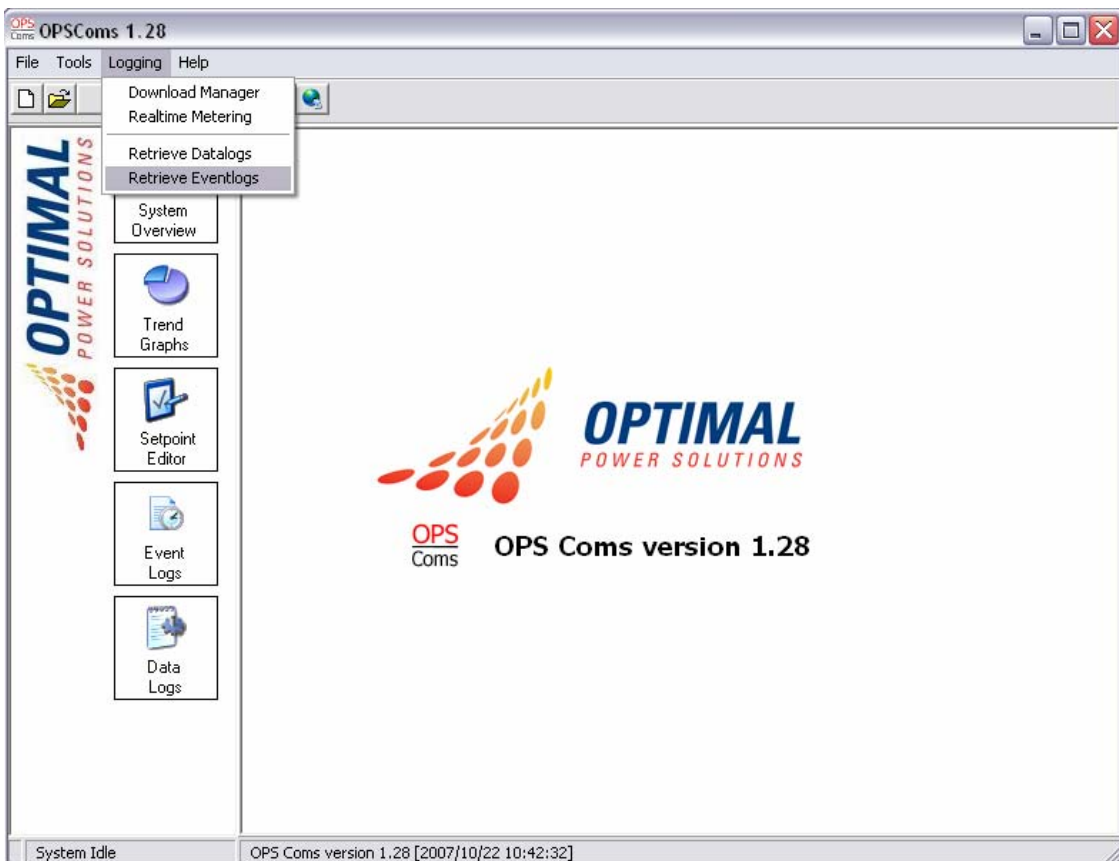 OPS
Coms
OPSComs 1.28
File Tools Logging Help
Download Manager
Realtime Metering
Retrieve Datalogs
Retrieve Eventlogs
OPTIMAL
POWER SOLUTIONS
System
Overview
Trend
Graphs
Setpoint
Editor
Event
Logs
Data
Logs
OPTIMAL
POWER SOLUTIONS
OPS
Coms
OPS Coms version 1.28
System Idle
OPS Coms version 1.28 [2007/10/22 10:42:32]